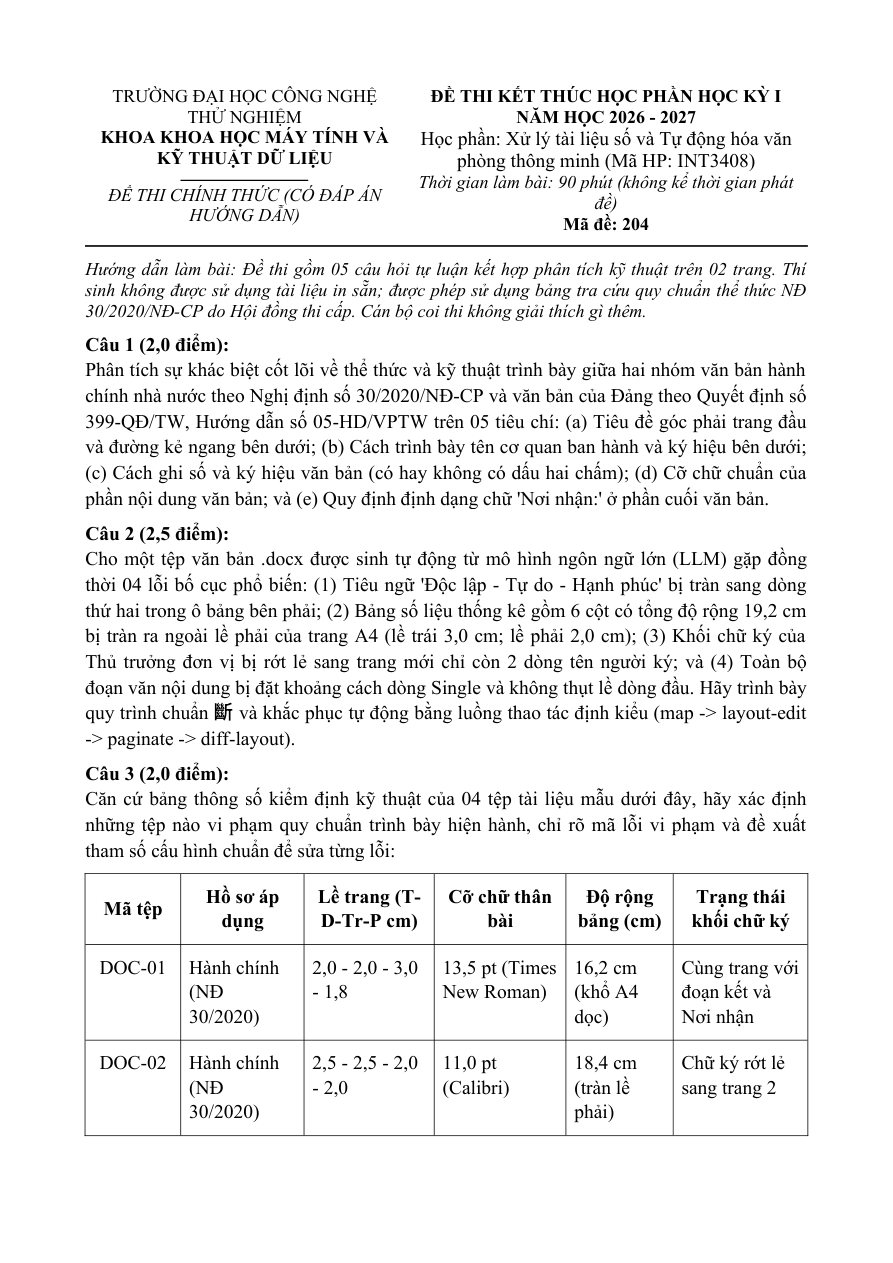 TRƯỜNG ĐẠI HỌC CÔNG NGHỆ
THỬ NGHIỆM
KHOA KHOA HỌC MÁY TÍNH VÀ
KỸ THUẬT DỮ LIỆU
ĐỀ THI CHÍNH THỨC (CÓ ĐÁP ÁN
HƯỚNG DẪN)
ĐỀ THI KẾT THÚC HỌC PHẦN HỌC KỲ I
NĂM HỌC 2026 - 2027
Học phần: Xử lý tài liệu số và Tự động hóa văn
phòng thông minh (Mã HP: INT3408)
Thời gian làm bài: 90 phút (không kể thời gian phát
đề)
Mã đề: 204
Hướng dẫn làm bài: Đề thi gồm 05 câu hỏi tự luận kết hợp phân tích kỹ thuật trên 02 trang. Thí
sinh không được sử dụng tài liệu in sẵn; được phép sử dụng bảng tra cứu quy chuẩn thể thức NĐ
30/2020/NĐ-CP do Hội đồng thi cấp. Cán bộ coi thi không giải thích gì thêm.
Câu 1 (2,0 điểm):
Phân tích sự khác biệt cốt lõi về thể thức và kỹ thuật trình bày giữa hai nhóm văn bản hành
chính nhà nước theo Nghị định số 30/2020/NĐ-CP và văn bản của Đảng theo Quyết định số
399-QĐ/TW, Hướng dẫn số 05-HD/VPTW trên 05 tiêu chí: (a) Tiêu đề góc phải trang đầu
và đường kẻ ngang bên dưới; (b) Cách trình bày tên cơ quan ban hành và ký hiệu bên dưới;
(c) Cách ghi số và ký hiệu văn bản (có hay không có dấu hai chấm); (d) Cỡ chữ chuẩn của
phần nội dung văn bản; và (e) Quy định định dạng chữ 'Nơi nhận:' ở phần cuối văn bản.
Câu 2 (2,5 điểm):
Cho một tệp văn bản .docx được sinh tự động từ mô hình ngôn ngữ lớn (LLM) gặp đồng
thời 04 lỗi bố cục phổ biến: (1) Tiêu ngữ 'Độc lập - Tự do - Hạnh phúc' bị tràn sang dòng
thứ hai trong ô bảng bên phải; (2) Bảng số liệu thống kê gồm 6 cột có tổng độ rộng 19,2 cm
bị tràn ra ngoài lề phải của trang A4 (lề trái 3,0 cm; lề phải 2,0 cm); (3) Khối chữ ký của
Thủ trưởng đơn vị bị rớt lẻ sang trang mới chỉ còn 2 dòng tên người ký; và (4) Toàn bộ
đoạn văn nội dung bị đặt khoảng cách dòng Single và không thụt lề dòng đầu. Hãy trình bày
quy trình chuẩn 斷 và khắc phục tự động bằng luồng thao tác định kiểu (map -> layout-edit
-> paginate -> diff-layout).
Câu 3 (2,0 điểm):
Căn cứ bảng thông số kiểm định kỹ thuật của 04 tệp tài liệu mẫu dưới đây, hãy xác định
những tệp nào vi phạm quy chuẩn trình bày hiện hành, chỉ rõ mã lỗi vi phạm và đề xuất
tham số cấu hình chuẩn để sửa từng lỗi:
Mã tệp
Hồ sơ áp
dụng
Lề trang (T-
D-Tr-P cm)
Cỡ chữ thân
bài
Độ rộng
bảng (cm)
Trạng thái
khối chữ ký
DOC-01
Hành chính
(NĐ
30/2020)
2,0 - 2,0 - 3,0
- 1,8
13,5 pt (Times
New Roman)
16,2 cm
(khổ A4
dọc)
Cùng trang với
đoạn kết và
Nơi nhận
DOC-02
Hành chính
(NĐ
30/2020)
2,5 - 2,5 - 2,0
- 2,0
11,0 pt
(Calibri)
18,4 cm
(tràn lề
phải)
Chữ ký rớt lẻ
sang trang 2